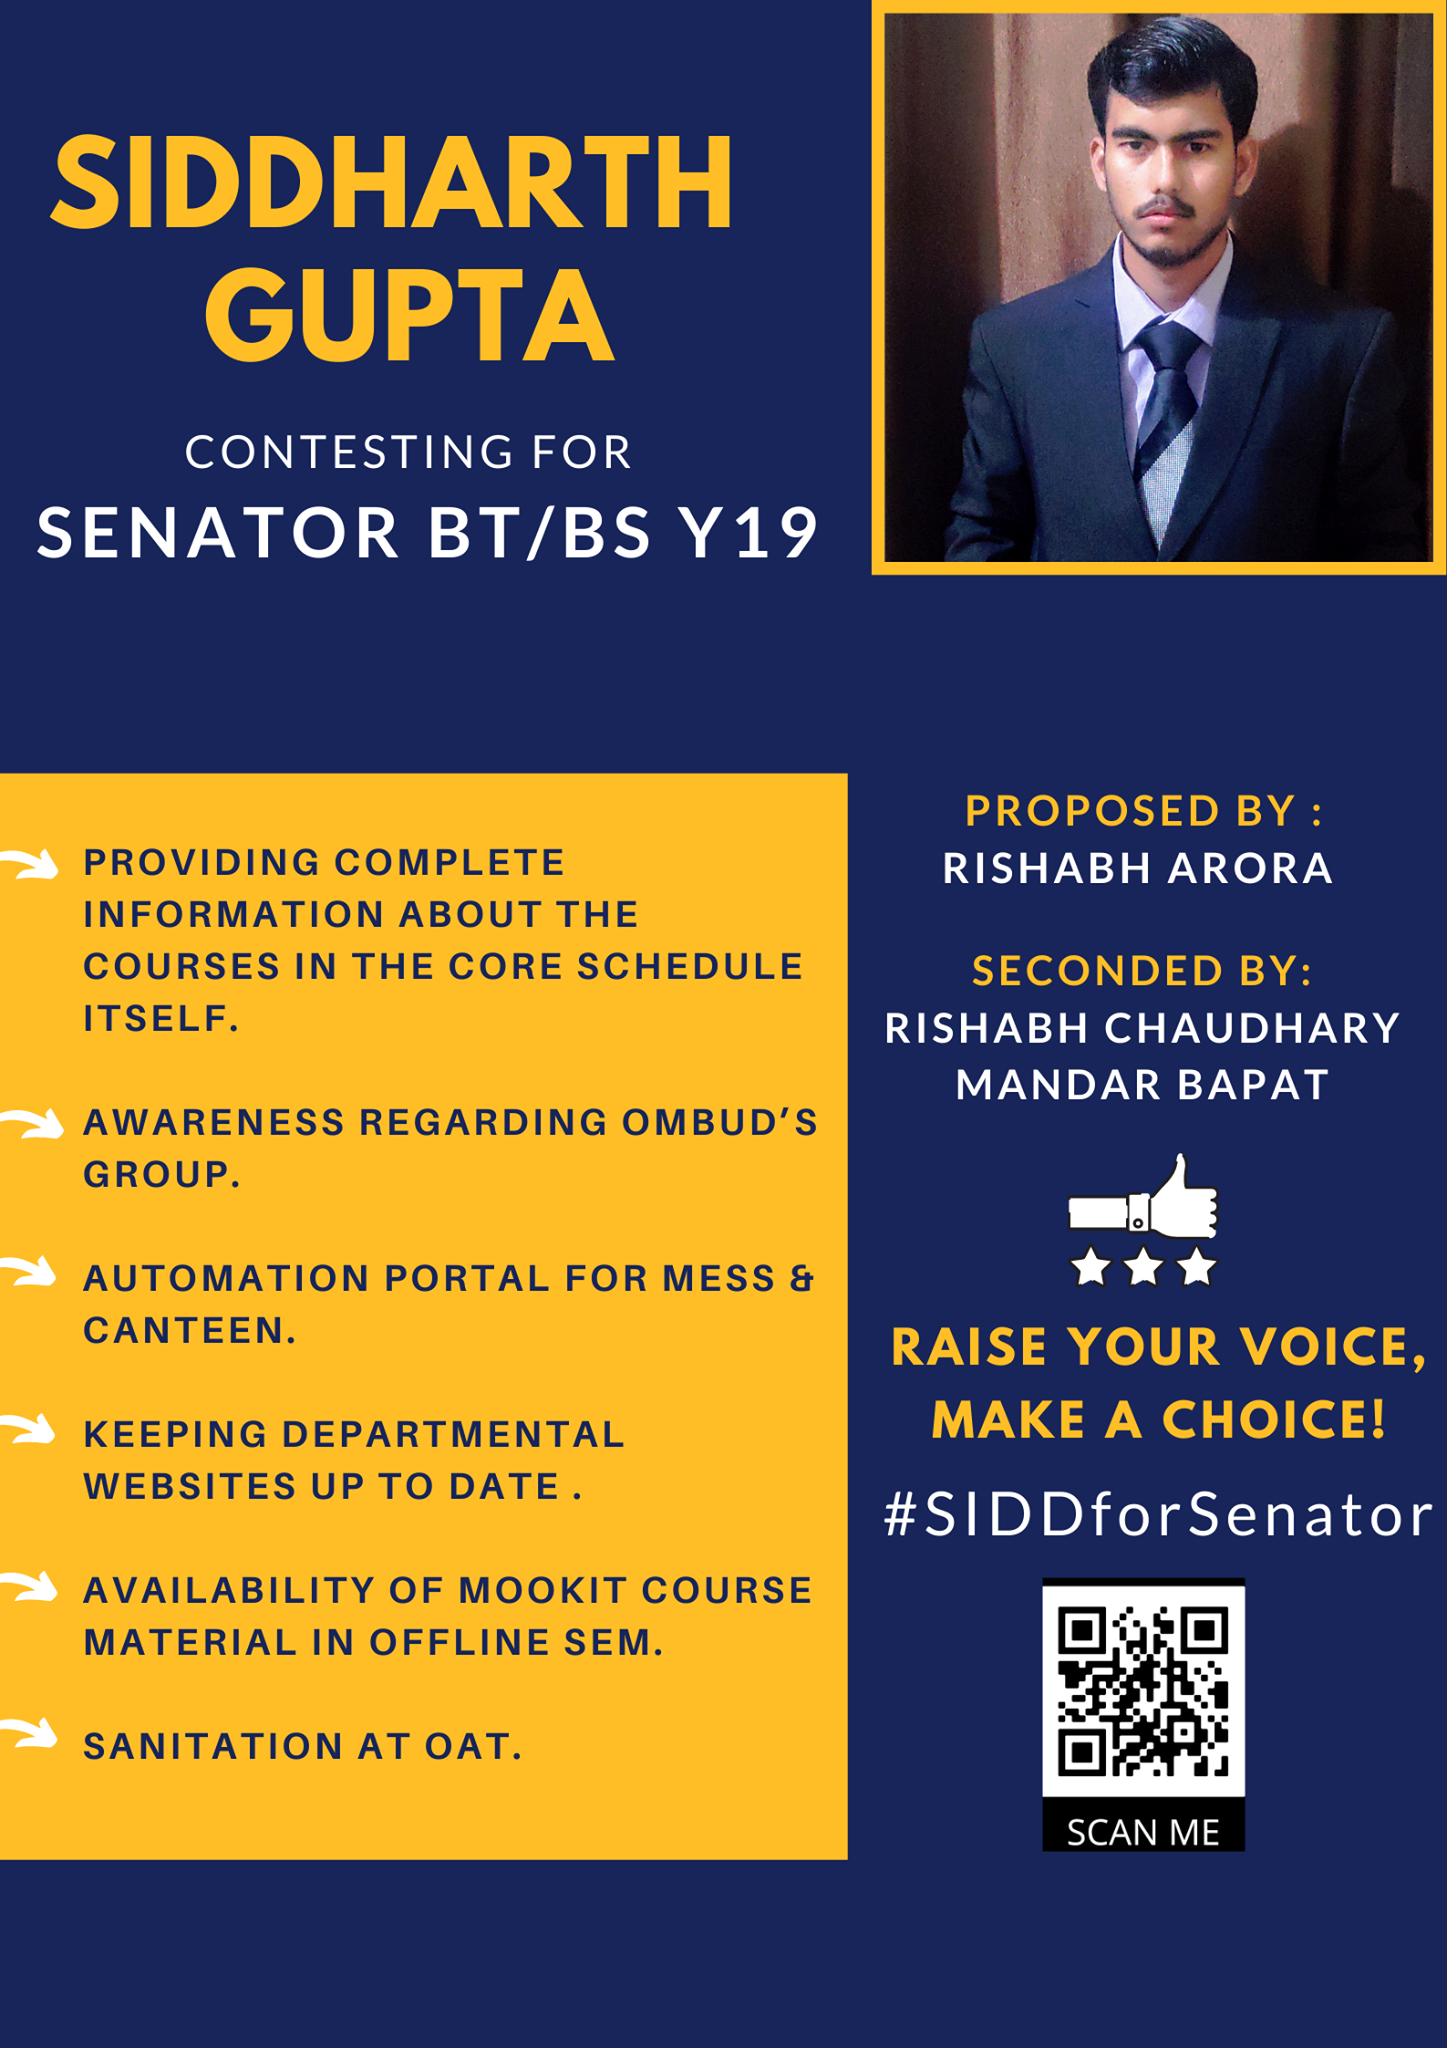 SIDDHARTH
GUPTA
CONTESTING FOR
SENATOR BT/BS Y19
PROVIDING COMPLETE
INFORMATION ABOUT THE
COURSES IN THE CORE SCHEDULE
ITSELF.
AWARENESS REGARDING OMBUD'S
GROUP.
AUTOMATION PORTAL FOR MESS &
CANTEEN.
KEEPING DEPARTMENTAL
WEBSITES UP TO DATE .
AVAILABILITY OF MOOKIT COURSE
MATERIAL IN OFFLINE SEM.
SANITATION AT OAT.
PROPOSED BY :
RISHABH ARORA
SECONDED BY:
RISHABH CHAUDHARY
MANDAR BAPAT
RAISE YOUR VOICE,
MAKE A CHOICE!
#SIDDforSenator
SCAN ME